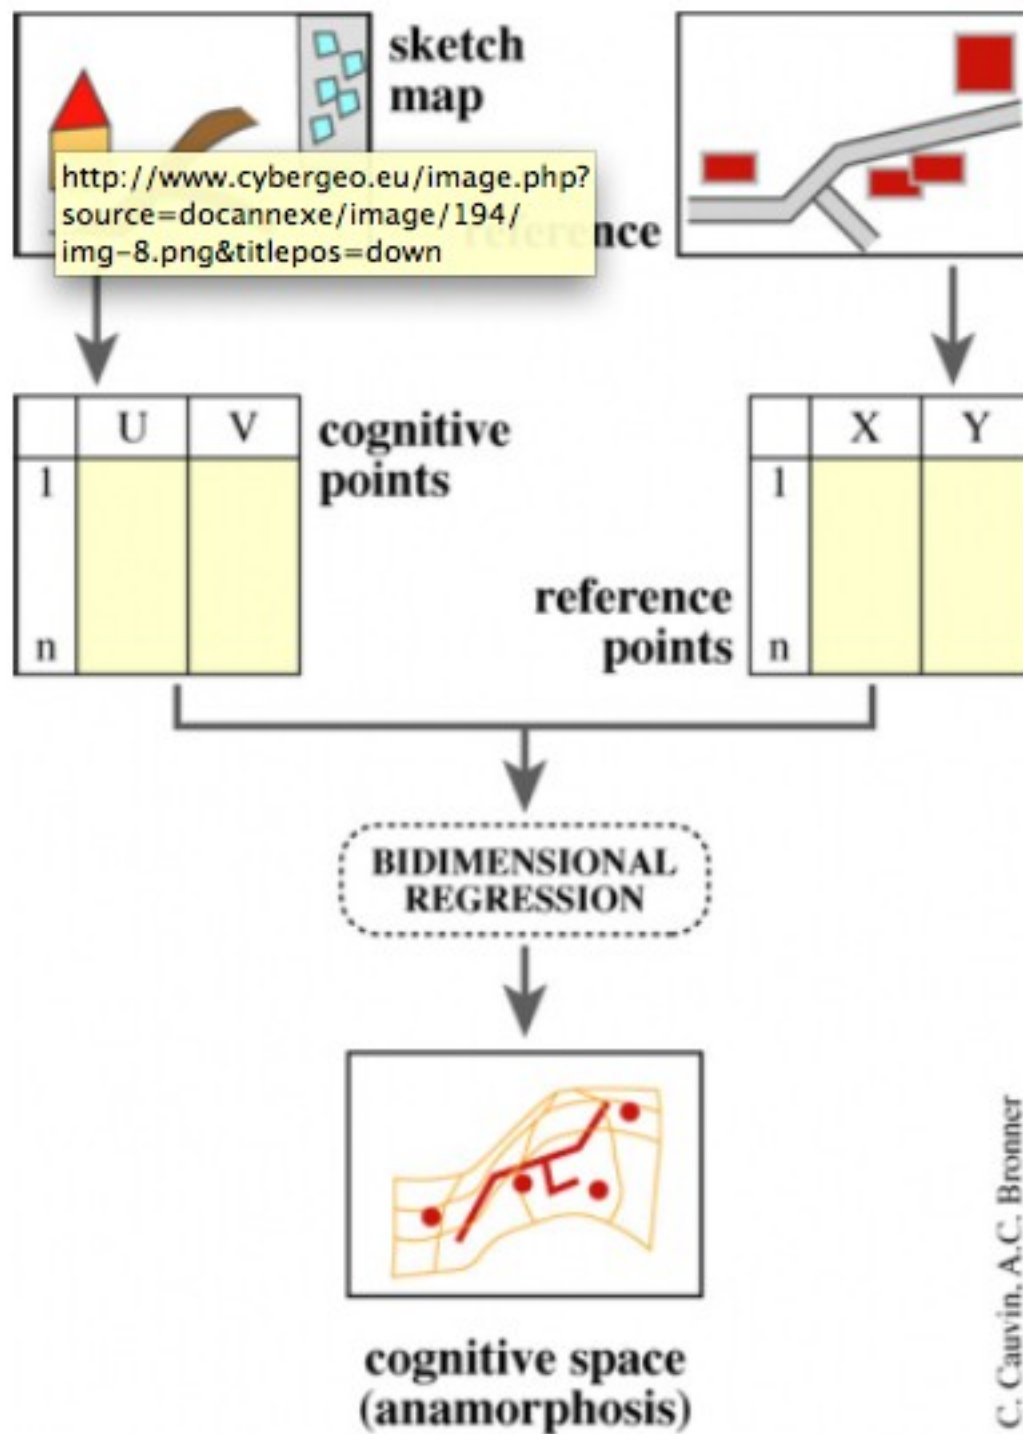 sketch
map
http://www.cybergeo.eu/image.php?
source=docannexe/image/194/
img-8.png&titlepos=down
reference
U V
1
n
cognitive
points
X Y
1
n
reference
points
BIDIMENSIONAL
REGRESSION
cognitive space
(anamorphosis)
C. Cauvin, A.C. Bronner